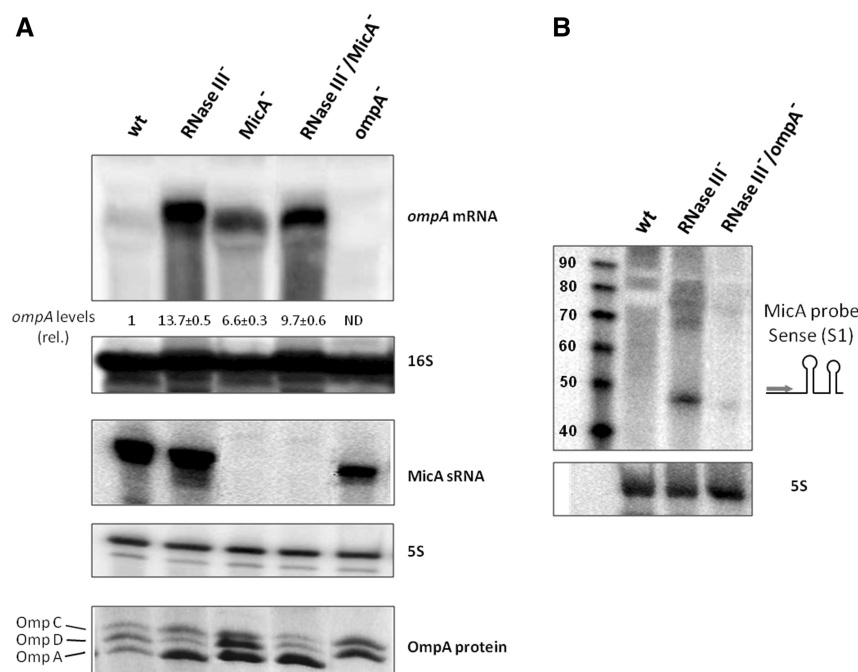 A
wt
RNase III⁻
MicA⁻
RNase III⁻/MicA⁻
ompA⁻
ompA mRNA
ompA levels
(rel.)
1 13.7±0.5 6.6±0.3 9.7±0.6 ND
16S
MicA sRNA
5S
Omp C
Omp D
Omp A
OmpA protein
B
wt
RNase III⁻
RNase III⁻/ompA⁻
90
80
70
60
50
40
MicA probe
Sense (S1)
5S